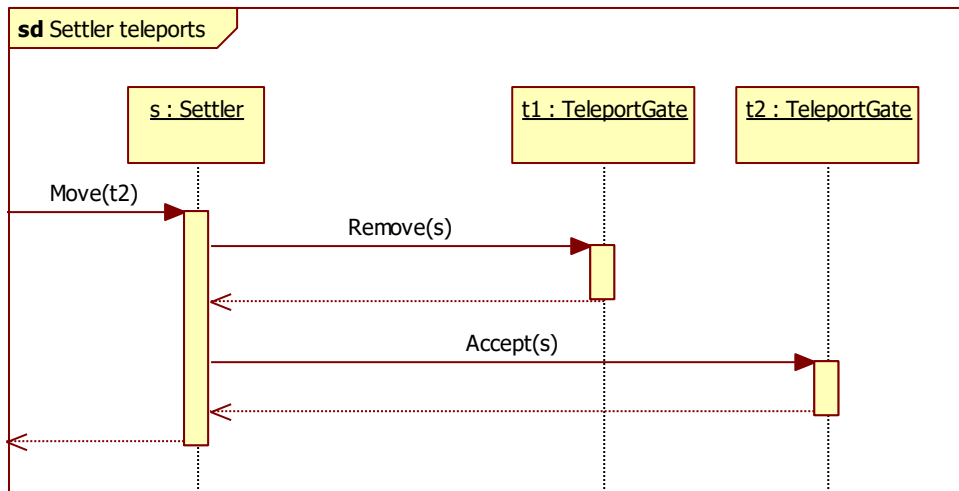 sd Settler teleports
s : Settler
t1 : TeleportGate
t2 : TeleportGate
Move(t2)
Remove(s)
Accept(s)